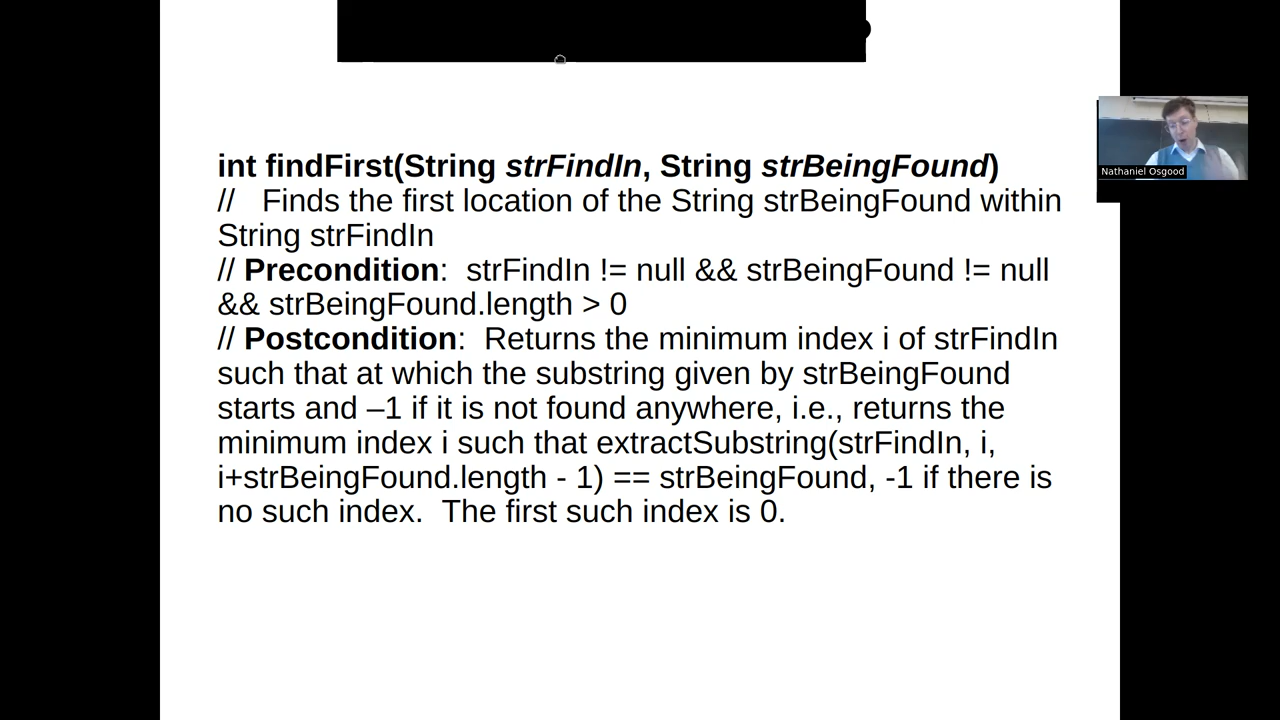 int findFirst(String strFindIn, String strBeingFound)
//   Finds the first location of the String strBeingFound within
String strFindIn
// Precondition:  strFindIn != null && strBeingFound != null
&& strBeingFound.length > 0
// Postcondition:  Returns the minimum index i of strFindIn
such that at which the substring given by strBeingFound
starts and –1 if it is not found anywhere, i.e., returns the
minimum index i such that extractSubstring(strFindIn, i,
i+strBeingFound.length - 1) == strBeingFound, -1 if there is
no such index.  The first such index is 0.
Nathaniel Osgood